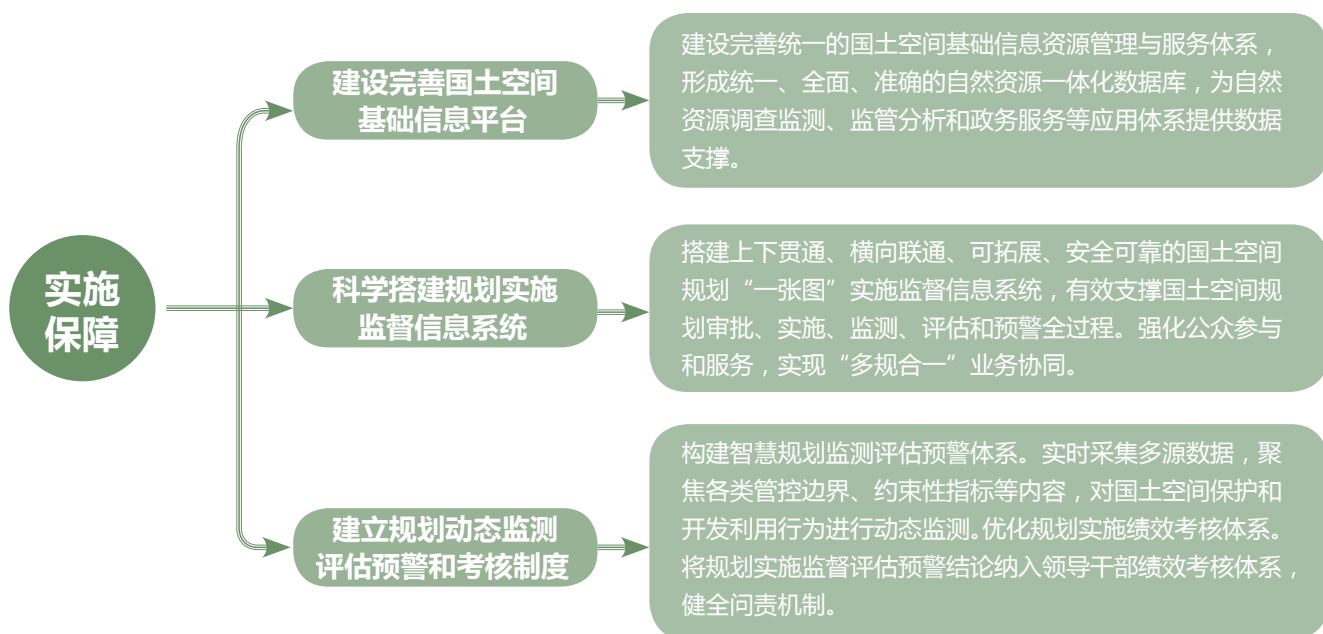 实施
保障
建设完善国土空间
基础信息平台
建设完善统一的国土空间基础信息资源管理与服务体系，
形成统一、全面、准确的自然资源一体化数据库，为自然
资源调查监测、监管分析和政务服务等应用体系提供数据
支撑。
科学搭建规划实施
监督信息系统
搭建上下贯通、横向联通、可拓展、安全可靠的国土空间
规划“一张图”实施监督信息系统，有效支撑国土空间规
划审批、实施、监测、评估和预警全过程。强化公众参与
和服务，实现“多规合一”业务协同。
建立规划动态监测
评估预警和考核制度
构建智慧规划监测评估预警体系。实时采集多源数据，聚
焦各类管控边界、约束性指标等内容，对国土空间保护和
开发利用行为进行动态监测。优化规划实施绩效考核体系。
将规划实施监督评估预警结论纳入领导干部绩效考核体系，
健全问责机制。